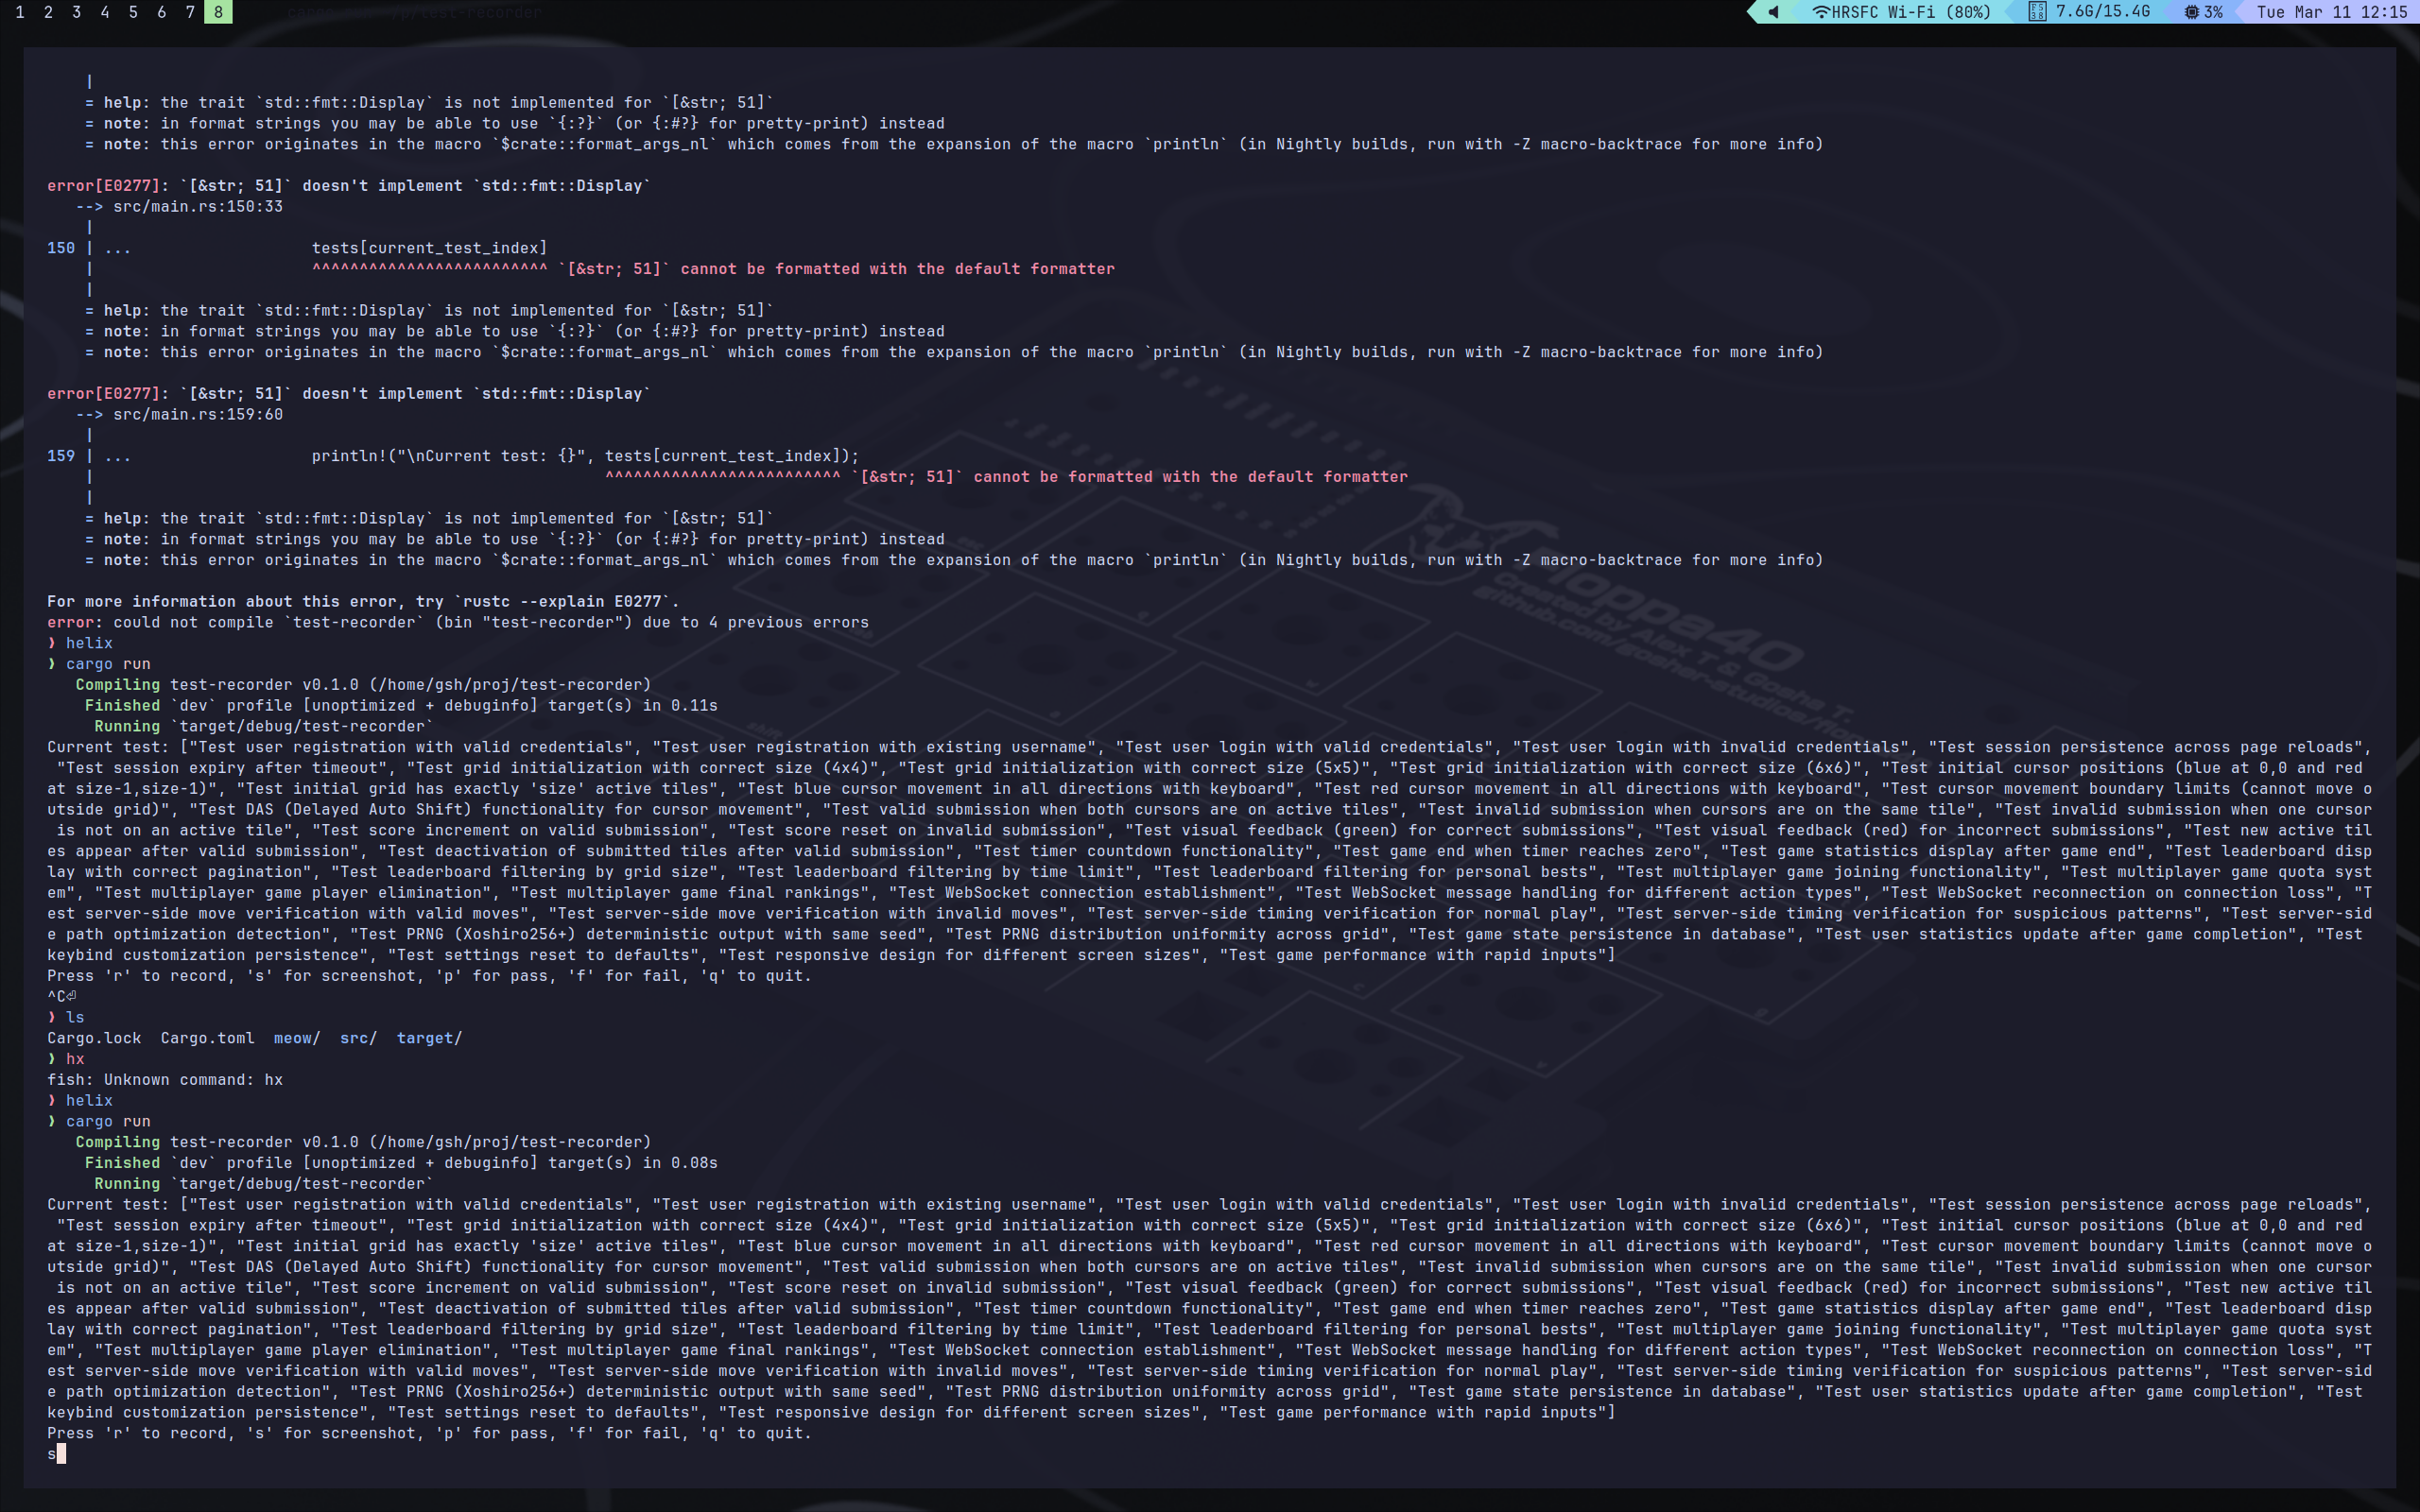 1 2 3 4 5 6 7 8 cargo run ~/p/test-recorder HRSFC Wi-Fi (80%) 7.6G/15.4G 3% Tue Mar 11 12:15
|
= help: the trait `std::fmt::Display` is not implemented for `[&str; 51]`
= note: in format strings you may be able to use `{:?}` (or {:#?} for pretty-print) instead
= note: this error originates in the macro `$crate::format_args_nl` which comes from the expansion of the macro `println` (in Nightly builds, run with -Z macro-backtrace for more info)
error[E0277]: `[&str; 51]` doesn't implement `std::fmt::Display`
--> src/main.rs:150:33
|
150 | ... tests[current_test_index]
| ^^^^^^^^^^^^^^^^^^^^^^^^^ `[&str; 51]` cannot be formatted with the default formatter
|
= help: the trait `std::fmt::Display` is not implemented for `[&str; 51]`
= note: in format strings you may be able to use `{:?}` (or {:#?} for pretty-print) instead
= note: this error originates in the macro `$crate::format_args_nl` which comes from the expansion of the macro `println` (in Nightly builds, run with -Z macro-backtrace for more info)
error[E0277]: `[&str; 51]` doesn't implement `std::fmt::Display`
--> src/main.rs:159:60
|
159 | ... println!("\nCurrent test: {}", tests[current_test_index]);
| ^^^^^^^^^^^^^^^^^^^^^^^^^ `[&str; 51]` cannot be formatted with the default formatter
|
= help: the trait `std::fmt::Display` is not implemented for `[&str; 51]`
= note: in format strings you may be able to use `{:?}` (or {:#?} for pretty-print) instead
= note: this error originates in the macro `$crate::format_args_nl` which comes from the expansion of the macro `println` (in Nightly builds, run with -Z macro-backtrace for more info)
For more information about this error, try `rustc --explain E0277`.
error: could not compile `test-recorder` (bin "test-recorder") due to 4 previous errors
❱ helix
❱ cargo run
Compiling test-recorder v0.1.0 (/home/gsh/proj/test-recorder)
Finished `dev` profile [unoptimized + debuginfo] target(s) in 0.11s
Running `target/debug/test-recorder`
Current test: ["Test user registration with valid credentials", "Test user registration with existing username", "Test user login with valid credentials", "Test user login with invalid credentials", "Test session persistence across page reloads",
"Test session expiry after timeout", "Test grid initialization with correct size (4x4)", "Test grid initialization with correct size (5x5)", "Test grid initialization with correct size (6x6)", "Test initial cursor positions (blue at 0,0 and red
at size-1,size-1)", "Test initial grid has exactly 'size' active tiles", "Test blue cursor movement in all directions with keyboard", "Test red cursor movement in all directions with keyboard", "Test cursor movement boundary limits (cannot move o
utside grid)", "Test DAS (Delayed Auto Shift) functionality for cursor movement", "Test valid submission when both cursors are on active tiles", "Test invalid submission when cursors are on the same tile", "Test invalid submission when one cursor
is not on an active tile", "Test score increment on valid submission", "Test score reset on invalid submission", "Test visual feedback (green) for correct submissions", "Test visual feedback (red) for incorrect submissions", "Test new active til
es appear after valid submission", "Test deactivation of submitted tiles after valid submission", "Test timer countdown functionality", "Test game end when timer reaches zero", "Test game statistics display after game end", "Test leaderboard disp
lay with correct pagination", "Test leaderboard filtering by grid size", "Test leaderboard filtering by time limit", "Test leaderboard filtering for personal bests", "Test multiplayer game joining functionality", "Test multiplayer game quota syst
em", "Test multiplayer game player elimination", "Test multiplayer game final rankings", "Test WebSocket connection establishment", "Test WebSocket message handling for different action types", "Test WebSocket reconnection on connection loss", "T
est server-side move verification with valid moves", "Test server-side move verification with invalid moves", "Test server-side timing verification for normal play", "Test server-side timing verification for suspicious patterns", "Test server-sid
e path optimization detection", "Test PRNG (Xoshiro256+) deterministic output with same seed", "Test PRNG distribution uniformity across grid", "Test game state persistence in database", "Test user statistics update after game completion", "Test
keybind customization persistence", "Test settings reset to defaults", "Test responsive design for different screen sizes", "Test game performance with rapid inputs"]
Press 'r' to record, 's' for screenshot, 'p' for pass, 'f' for fail, 'q' to quit.
^C⏎
❱ ls
Cargo.lock Cargo.toml meow/ src/ target/
❱ hx
fish: Unknown command: hx
❱ helix
❱ cargo run
Compiling test-recorder v0.1.0 (/home/gsh/proj/test-recorder)
Finished `dev` profile [unoptimized + debuginfo] target(s) in 0.08s
Running `target/debug/test-recorder`
Current test: ["Test user registration with valid credentials", "Test user registration with existing username", "Test user login with valid credentials", "Test user login with invalid credentials", "Test session persistence across page reloads",
"Test session expiry after timeout", "Test grid initialization with correct size (4x4)", "Test grid initialization with correct size (5x5)", "Test grid initialization with correct size (6x6)", "Test initial cursor positions (blue at 0,0 and red
at size-1,size-1)", "Test initial grid has exactly 'size' active tiles", "Test blue cursor movement in all directions with keyboard", "Test red cursor movement in all directions with keyboard", "Test cursor movement boundary limits (cannot move o
utside grid)", "Test DAS (Delayed Auto Shift) functionality for cursor movement", "Test valid submission when both cursors are on active tiles", "Test invalid submission when cursors are on the same tile", "Test invalid submission when one cursor
is not on an active tile", "Test score increment on valid submission", "Test score reset on invalid submission", "Test visual feedback (green) for correct submissions", "Test visual feedback (red) for incorrect submissions", "Test new active til
es appear after valid submission", "Test deactivation of submitted tiles after valid submission", "Test timer countdown functionality", "Test game end when timer reaches zero", "Test game statistics display after game end", "Test leaderboard disp
lay with correct pagination", "Test leaderboard filtering by grid size", "Test leaderboard filtering by time limit", "Test leaderboard filtering for personal bests", "Test multiplayer game joining functionality", "Test multiplayer game quota syst
em", "Test multiplayer game player elimination", "Test multiplayer game final rankings", "Test WebSocket connection establishment", "Test WebSocket message handling for different action types", "Test WebSocket reconnection on connection loss", "T
est server-side move verification with valid moves", "Test server-side move verification with invalid moves", "Test server-side timing verification for normal play", "Test server-side timing verification for suspicious patterns", "Test server-sid
e path optimization detection", "Test PRNG (Xoshiro256+) deterministic output with same seed", "Test PRNG distribution uniformity across grid", "Test game state persistence in database", "Test user statistics update after game completion", "Test
keybind customization persistence", "Test settings reset to defaults", "Test responsive design for different screen sizes", "Test game performance with rapid inputs"]
Press 'r' to record, 's' for screenshot, 'p' for pass, 'f' for fail, 'q' to quit.
s
Floppa40
Created by Alex T & Gosha T.